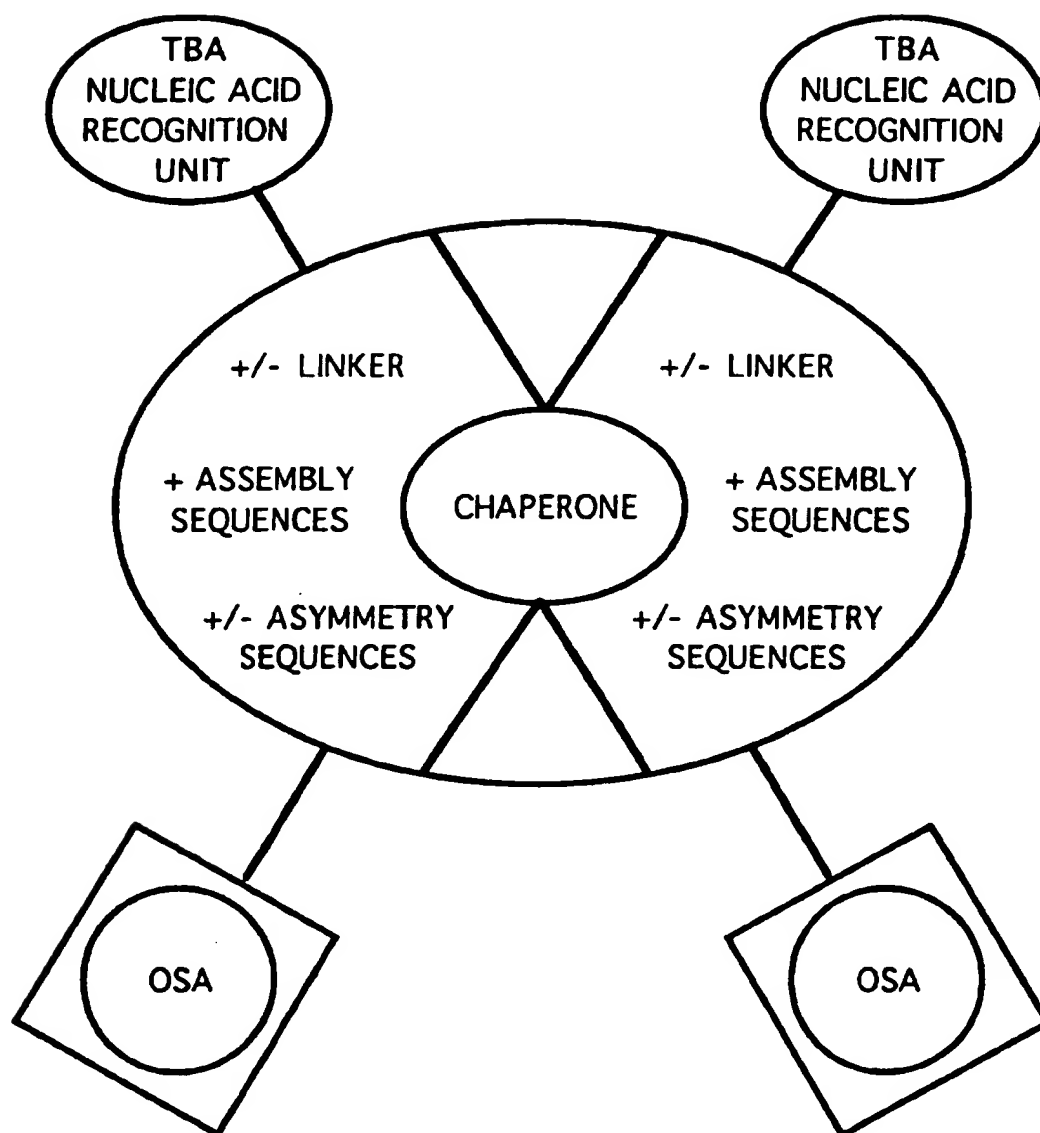 TBA
NUCLEIC ACID
RECOGNITION
UNIT
TBA
NUCLEIC ACID
RECOGNITION
UNIT
+/- LINKER
+ ASSEMBLY
SEQUENCES
+/- ASYMMETRY
SEQUENCES
CHAPERONE
+/- LINKER
+ ASSEMBLY
SEQUENCES
+/- ASYMMETRY
SEQUENCES
OSA
OSA